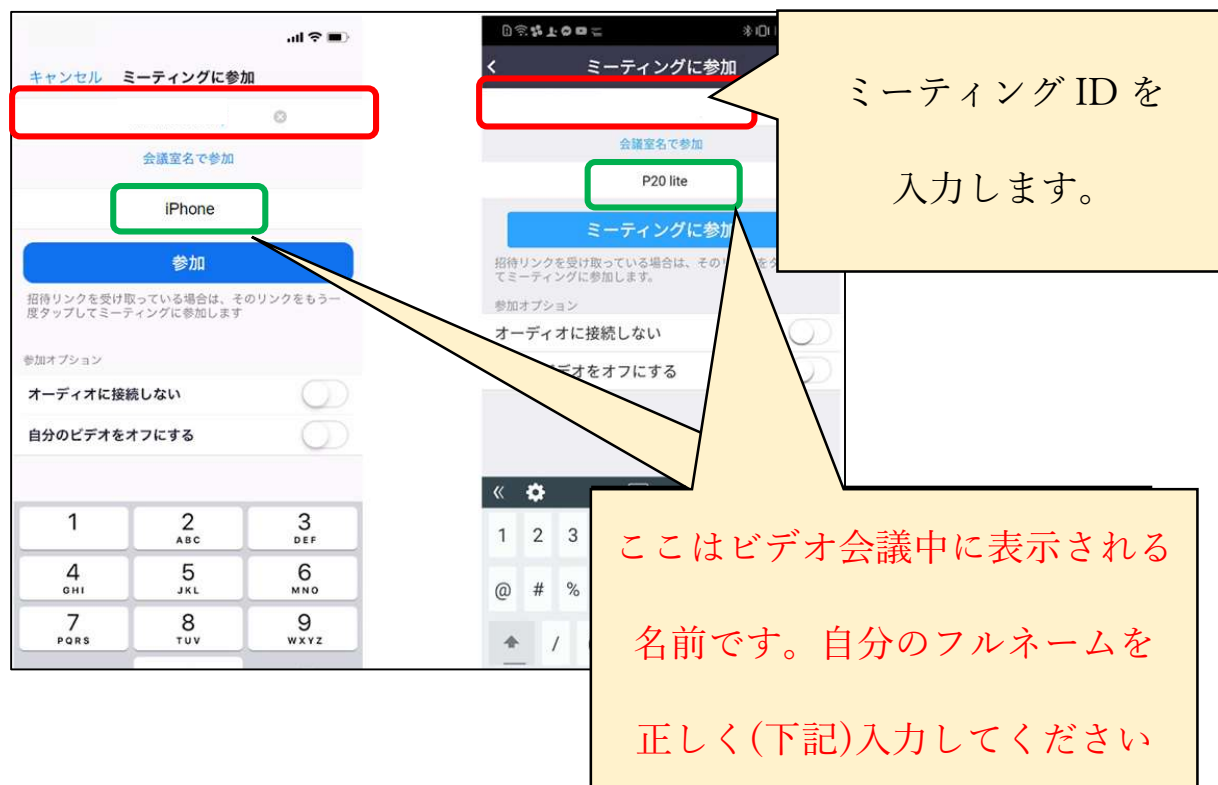 キャンセル ミーティングに参加
会議室名で参加
iPhone
参加
招待リンクを受け取っている場合は、そのリンクをもう一
度タップしてミーティングに参加します
参加オプション
オーディオに接続しない
自分のビデオをオフにする
1 2 3
ABC DEF
4 5 6
GHI JKL MNO
7 8 9
PQRS TUV WXYZ
ミーティングに参加
会議室名で参加
P20 lite
ミーティングに参加
招待リンクを受け取っている場合は、その
てミーティングに参加します。
参加オプション
オーディオに接続しない
デオをオフにする
1 2 3
@ # %
/
ミーティング ID を
入力します。
ここはビデオ会議中に表示される
名前です。自分のフルネームを
正しく(下記)入力してください